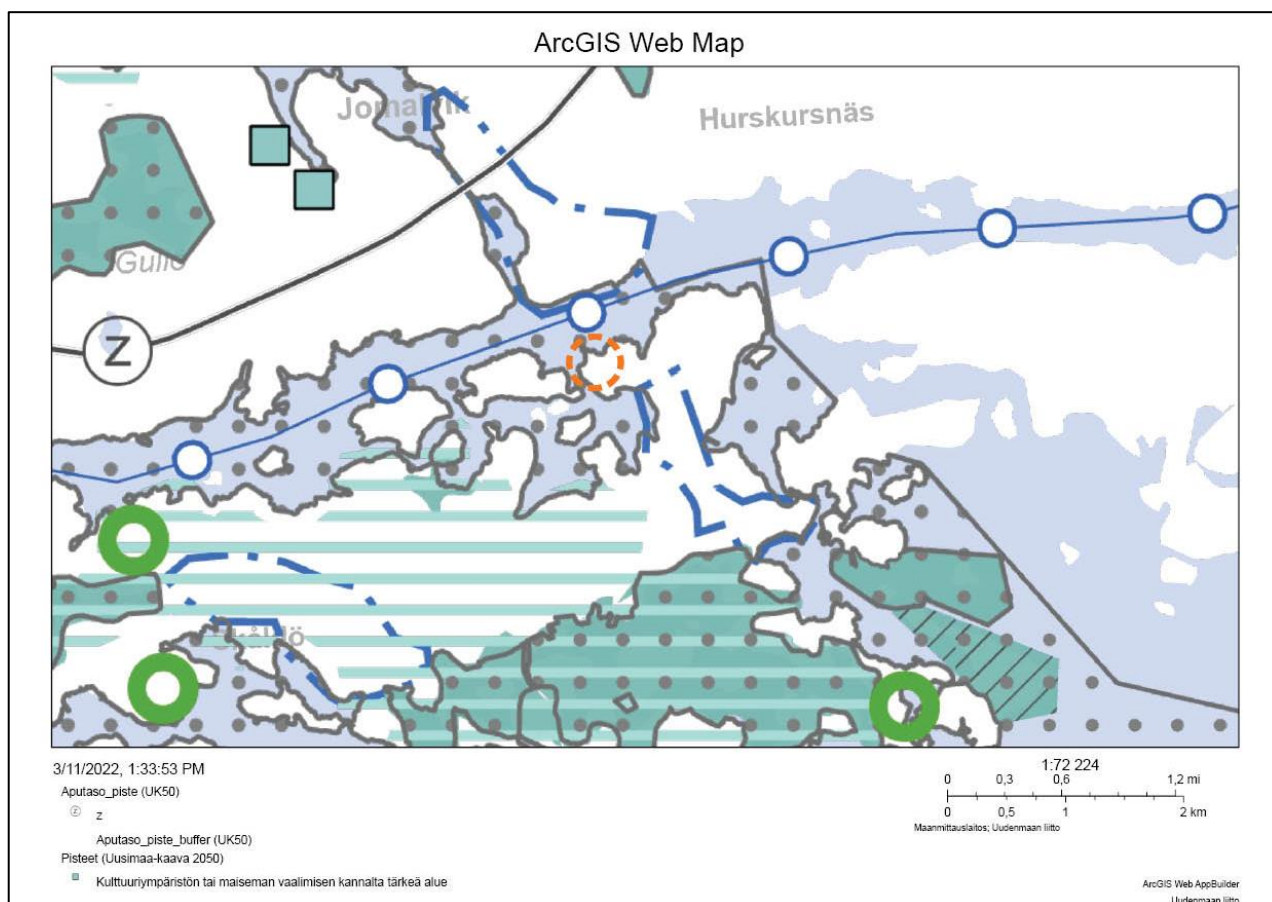 ArcGIS Web Map
Jomalvik
Hurskursnäs
Gullö
Z
3/11/2022, 1:33:53 PM
Aputaso_piste (UK50)
Z z
Aputaso_piste_buffer (UK50)
Pisteet (Uusimaa-kaava 2050)
Kulttuuriympäristön tai maiseman vaalimisen kannalta tärkeä alue
1:72 224
0 0,3 0,6 1,2 mi
0 0,5 1 2 km
Maanmittauslaitos; Uudenmaan liitto
ArcGIS Web AppBuilder
Uudenmaan liitto